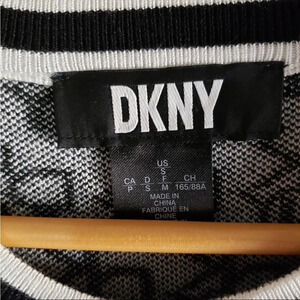 DKNY
US
S
CA D F CH
P S M 165/88A
MADE IN
CHINA
FABRIQUÉ EN
CHINE